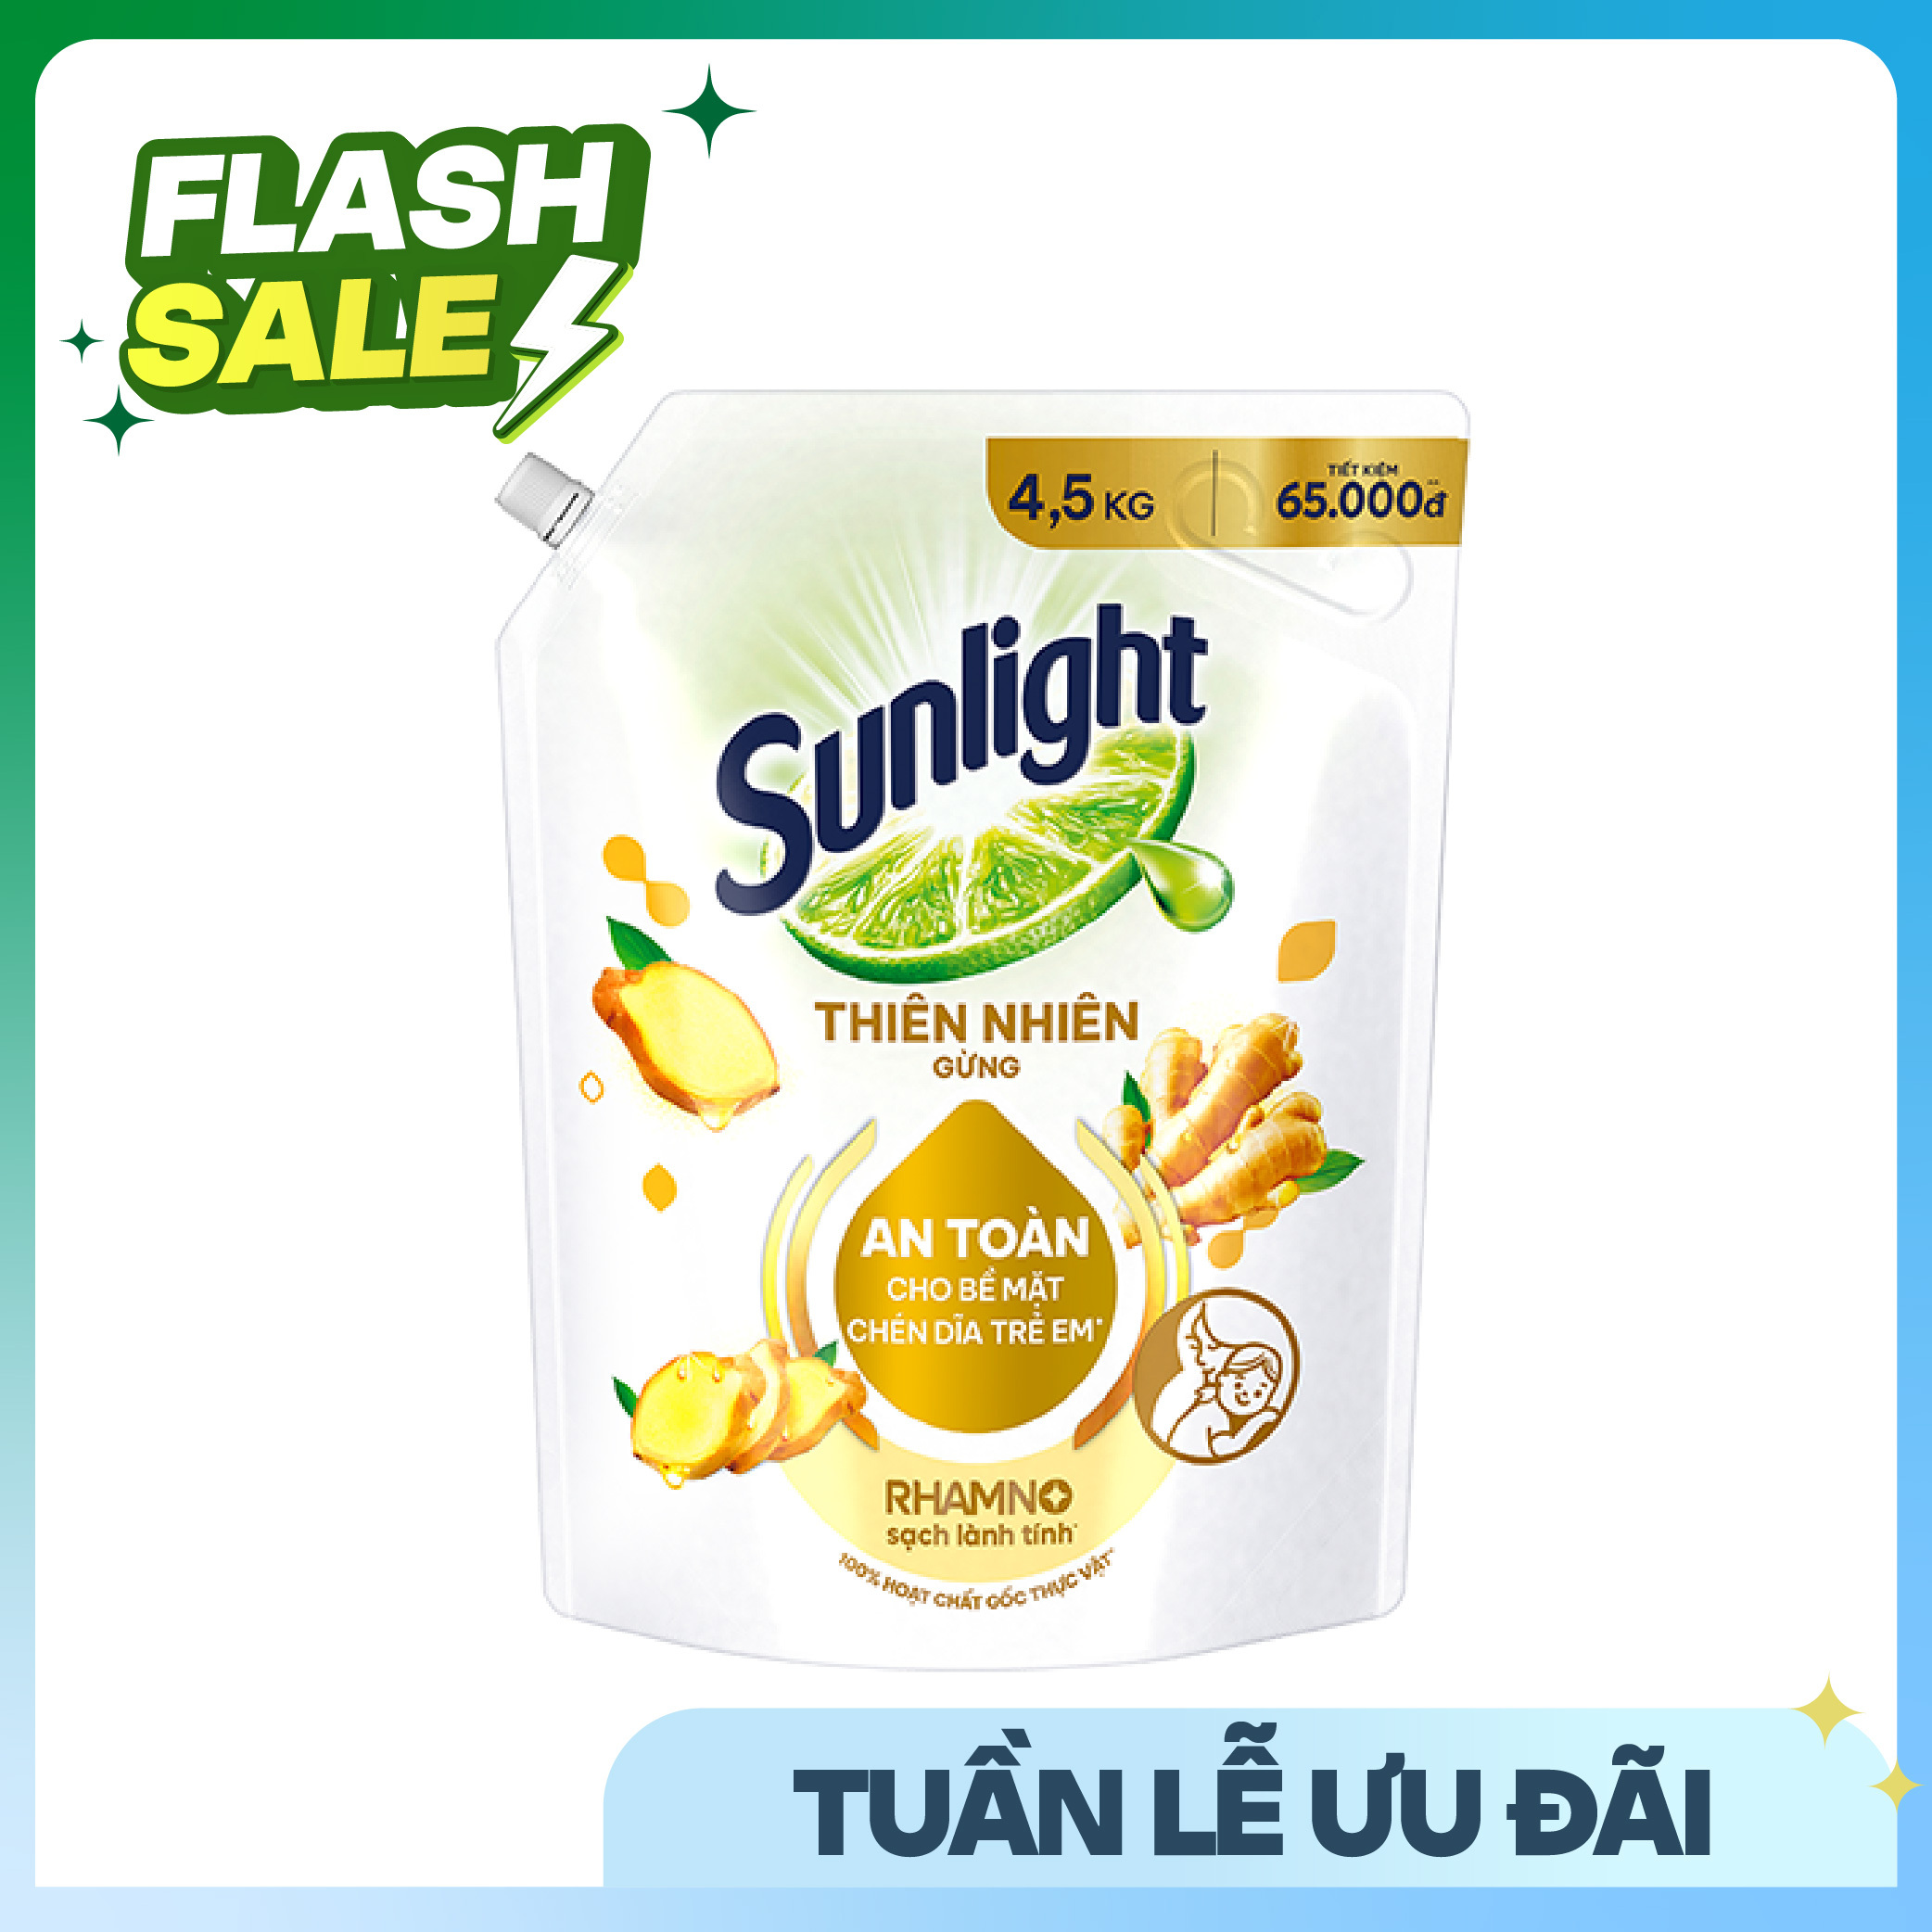 FLASH
SALE
4,5 KG
TIẾT KIỆM
65.000đ
Sunlight
THIÊN NHIÊN
GỪNG
AN TOÀN
CHO BỀ MẶT
CHÉN DĨA TRẺ EM*
RHAMNO
sạch lành tính*
100% HOẠT CHẤT GỐC THỰC VẬT*
TUẦN LỄ ƯU ĐÃI